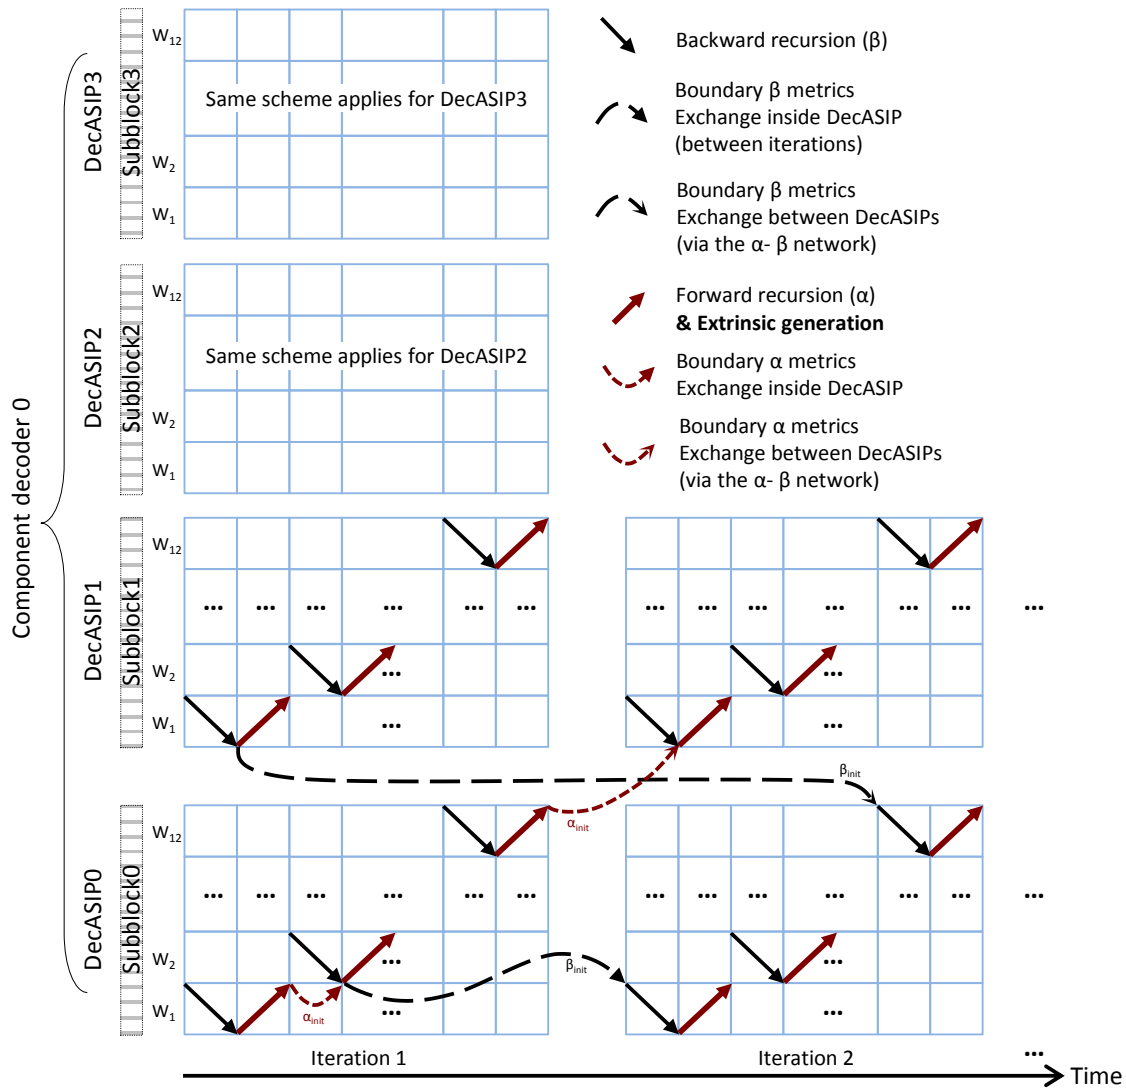 Component decoder 0
DecASIP3
Subblock3
W12
W2
W1
Same scheme applies for DecASIP3
DecASIP2
Subblock2
W12
W2
W1
Same scheme applies for DecASIP2
Backward recursion (β)
Boundary β metrics
Exchange inside DecASIP
(between iterations)
Boundary β metrics
Exchange between DecASIPs
(via the α- β network)
Forward recursion (α)
& Extrinsic generation
Boundary α metrics
Exchange inside DecASIP
Boundary α metrics
Exchange between DecASIPs
(via the α- β network)
DecASIP1
Subblock1
W12
... ... ... ... ... ... ... ... ... ... ... ... ...
W2
... ...
W1
... ...
βinit
αinit
DecASIP0
Subblock0
W12
... ... ... ... ... ... ... ... ... ... ... ... ...
W2
... ...
βinit
W1
αinit
... ...
Iteration 1
Iteration 2
...
Time